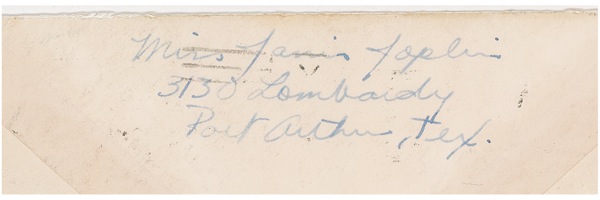 Miss Janis Joplin
3130 Lombardy
Port Arthur, Tex.